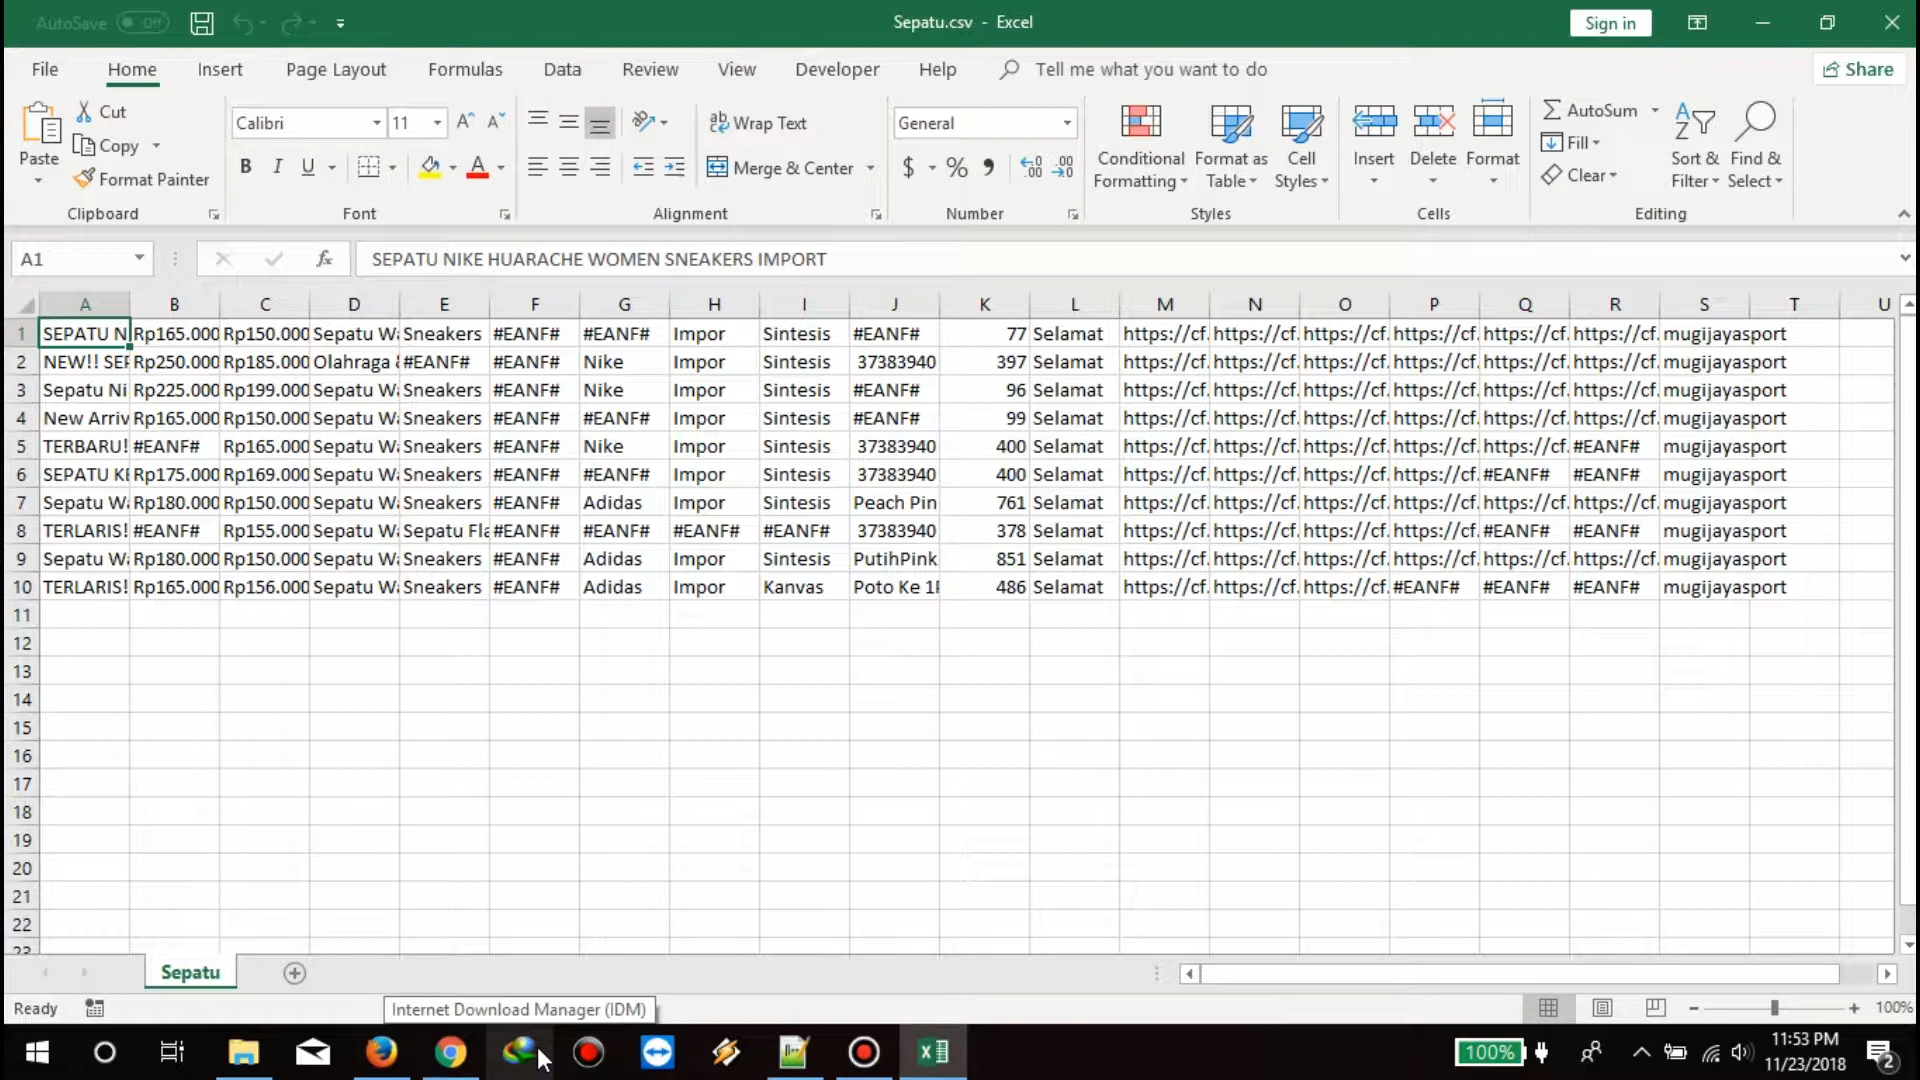 AutoSave Off
Sepatu.csv - Excel
Sign in
File Home Insert Page Layout Formulas Data Review View Developer Help Tell me what you want to do Share
Paste
Cut
Copy
Format Painter
Clipboard
Calibri 11
B I U
Font
Wrap Text
Merge & Center
Alignment
General
$ % ,
Number
Conditional Formatting
Format as Table
Cell Styles
Styles
Insert Delete Format
Cells
AutoSum
Fill
Clear
Sort & Filter
Find & Select
Editing
A1 fx SEPATU NIKE HUARACHE WOMEN SNEAKERS IMPORT
A B C D E F G H I J K L M N O P Q R S T U
1 SEPATU N Rp165.000 Rp150.000 Sepatu Wa Sneakers #EANF# #EANF# Impor Sintesis #EANF# 77 Selamat https://cf. https://cf. https://cf. https://cf. https://cf. https://cf. mugijayasport
2 NEW!! SEP Rp250.000 Rp185.000 Olahraga & #EANF# #EANF# Nike Impor Sintesis 37383940 397 Selamat https://cf. https://cf. https://cf. https://cf. https://cf. https://cf. mugijayasport
3 Sepatu Ni Rp225.000 Rp199.000 Sepatu Wa Sneakers #EANF# Nike Impor Sintesis #EANF# 96 Selamat https://cf. https://cf. https://cf. https://cf. https://cf. https://cf. mugijayasport
4 New Arriv Rp165.000 Rp150.000 Sepatu Wa Sneakers #EANF# #EANF# Impor Sintesis #EANF# 99 Selamat https://cf. https://cf. https://cf. https://cf. https://cf. https://cf. mugijayasport
5 TERBARU! #EANF# Rp165.000 Sepatu Wa Sneakers #EANF# Nike Impor Sintesis 37383940 400 Selamat https://cf. https://cf. https://cf. https://cf. https://cf. #EANF# mugijayasport
6 SEPATU KE Rp175.000 Rp169.000 Sepatu Wa Sneakers #EANF# #EANF# Impor Sintesis 37383940 400 Selamat https://cf. https://cf. https://cf. https://cf. #EANF# #EANF# mugijayasport
7 Sepatu Wa Rp180.000 Rp150.000 Sepatu Wa Sneakers #EANF# Adidas Impor Sintesis Peach Pin 761 Selamat https://cf. https://cf. https://cf. https://cf. https://cf. https://cf. mugijayasport
8 TERLARIS! #EANF# Rp155.000 Sepatu Wa Sepatu Fla #EANF# #EANF# #EANF# #EANF# 37383940 378 Selamat https://cf. https://cf. https://cf. https://cf. #EANF# #EANF# mugijayasport
9 Sepatu Wa Rp180.000 Rp150.000 Sepatu Wa Sneakers #EANF# Adidas Impor Sintesis PutihPink 851 Selamat https://cf. https://cf. https://cf. https://cf. https://cf. https://cf. mugijayasport
10 TERLARIS! Rp165.000 Rp156.000 Sepatu Wa Sneakers #EANF# Adidas Impor Kanvas Poto Ke 1 486 Selamat https://cf. https://cf. https://cf. #EANF# #EANF# #EANF# mugijayasport
11
12
13
14
15
16
17
18
19
20
21
22
23
Sepatu
Ready
Internet Download Manager (IDM)
100%
100%
11:53 PM
11/23/2018
2